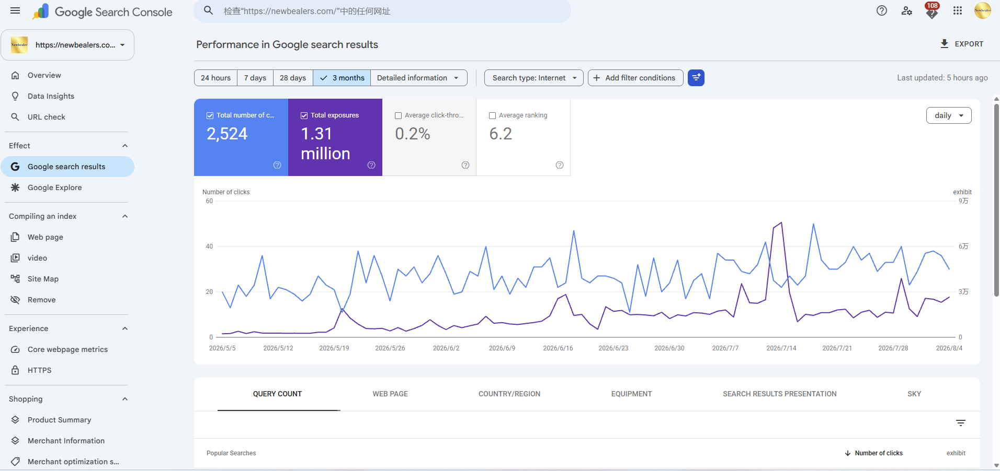 Google Search Console
检查“https://newbealers.com/”中的任何网址
108
Newbealer
Newbealer
https://newbealers.co...
Performance in Google search results
EXPORT
Overview
Data Insights
URL check
Effect
Google search results
Google Explore
Compiling an index
Web page
video
Site Map
Remove
Experience
Core webpage metrics
HTTPS
Shopping
Product Summary
Merchant Information
Merchant optimization s...
24 hours
7 days
28 days
3 months
Detailed information
Search type: Internet
Add filter conditions
Last updated: 5 hours ago
Total number of c...
2,524
Total exposures
1.31
million
Average click-thro...
0.2%
Average ranking
6.2
daily
Number of clicks
exhibit
60
9万
40
6万
20
3万
0
0
2026/5/5
2026/5/12
2026/5/19
2026/5/26
2026/6/2
2026/6/9
2026/6/16
2026/6/23
2026/6/30
2026/7/7
2026/7/14
2026/7/21
2026/7/28
2026/8/4
QUERY COUNT
WEB PAGE
COUNTRY/REGION
EQUIPMENT
SEARCH RESULTS PRESENTATION
SKY
Popular Searches
Number of clicks
exhibit